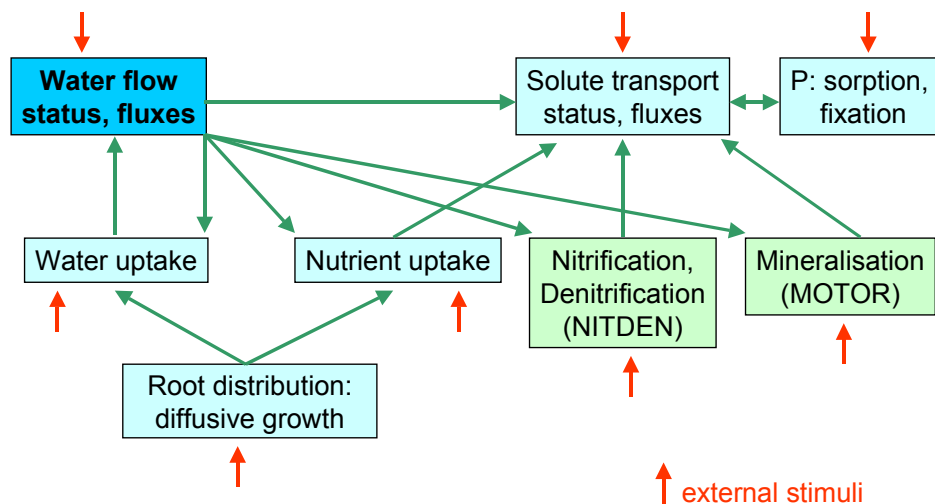 Water flow
status, fluxes
Solute transport
status, fluxes
P: sorption,
fixation
Water uptake
Nutrient uptake
Nitrification,
Denitrification
(NITDEN)
Mineralisation
(MOTOR)
Root distribution:
diffusive growth
external stimuli